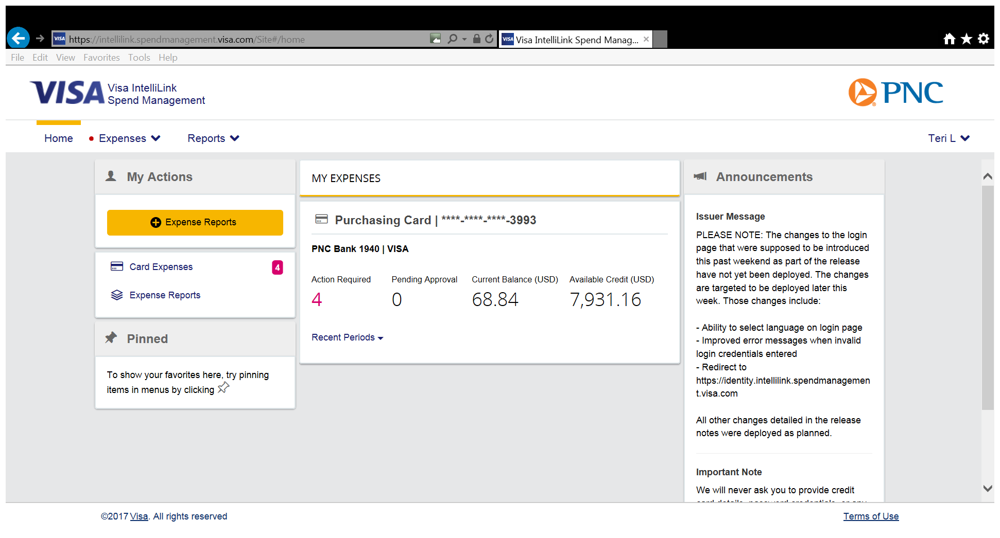 VISA https://intellilink.spendmanagement.visa.com/Site#/home
VISA Visa IntelliLink Spend Manag... ×
File Edit View Favorites Tools Help
VISA Visa IntelliLink
Spend Management
PNC
Home Expenses Reports Teri L
My Actions
Expense Reports
Card Expenses 4
Expense Reports
Pinned
To show your favorites here, try pinning
items in menus by clicking
MY EXPENSES
Purchasing Card | ****-****-****-3993
PNC Bank 1940 | VISA
Action Required Pending Approval Current Balance (USD) Available Credit (USD)
4 0 68.84 7,931.16
Recent Periods
Announcements
Issuer Message
PLEASE NOTE: The changes to the login
page that were supposed to be introduced
this past weekend as part of the release
have not yet been deployed. The changes
are targeted to be deployed later this
week. Those changes include:
- Ability to select language on login page
- Improved error messages when invalid
login credentials entered
- Redirect to
https://identity.intellilink.spendmanagemen
t.visa.com
All other changes detailed in the release
notes were deployed as planned.
Important Note
We will never ask you to provide credit
©2017 Visa. All rights reserved
Terms of Use